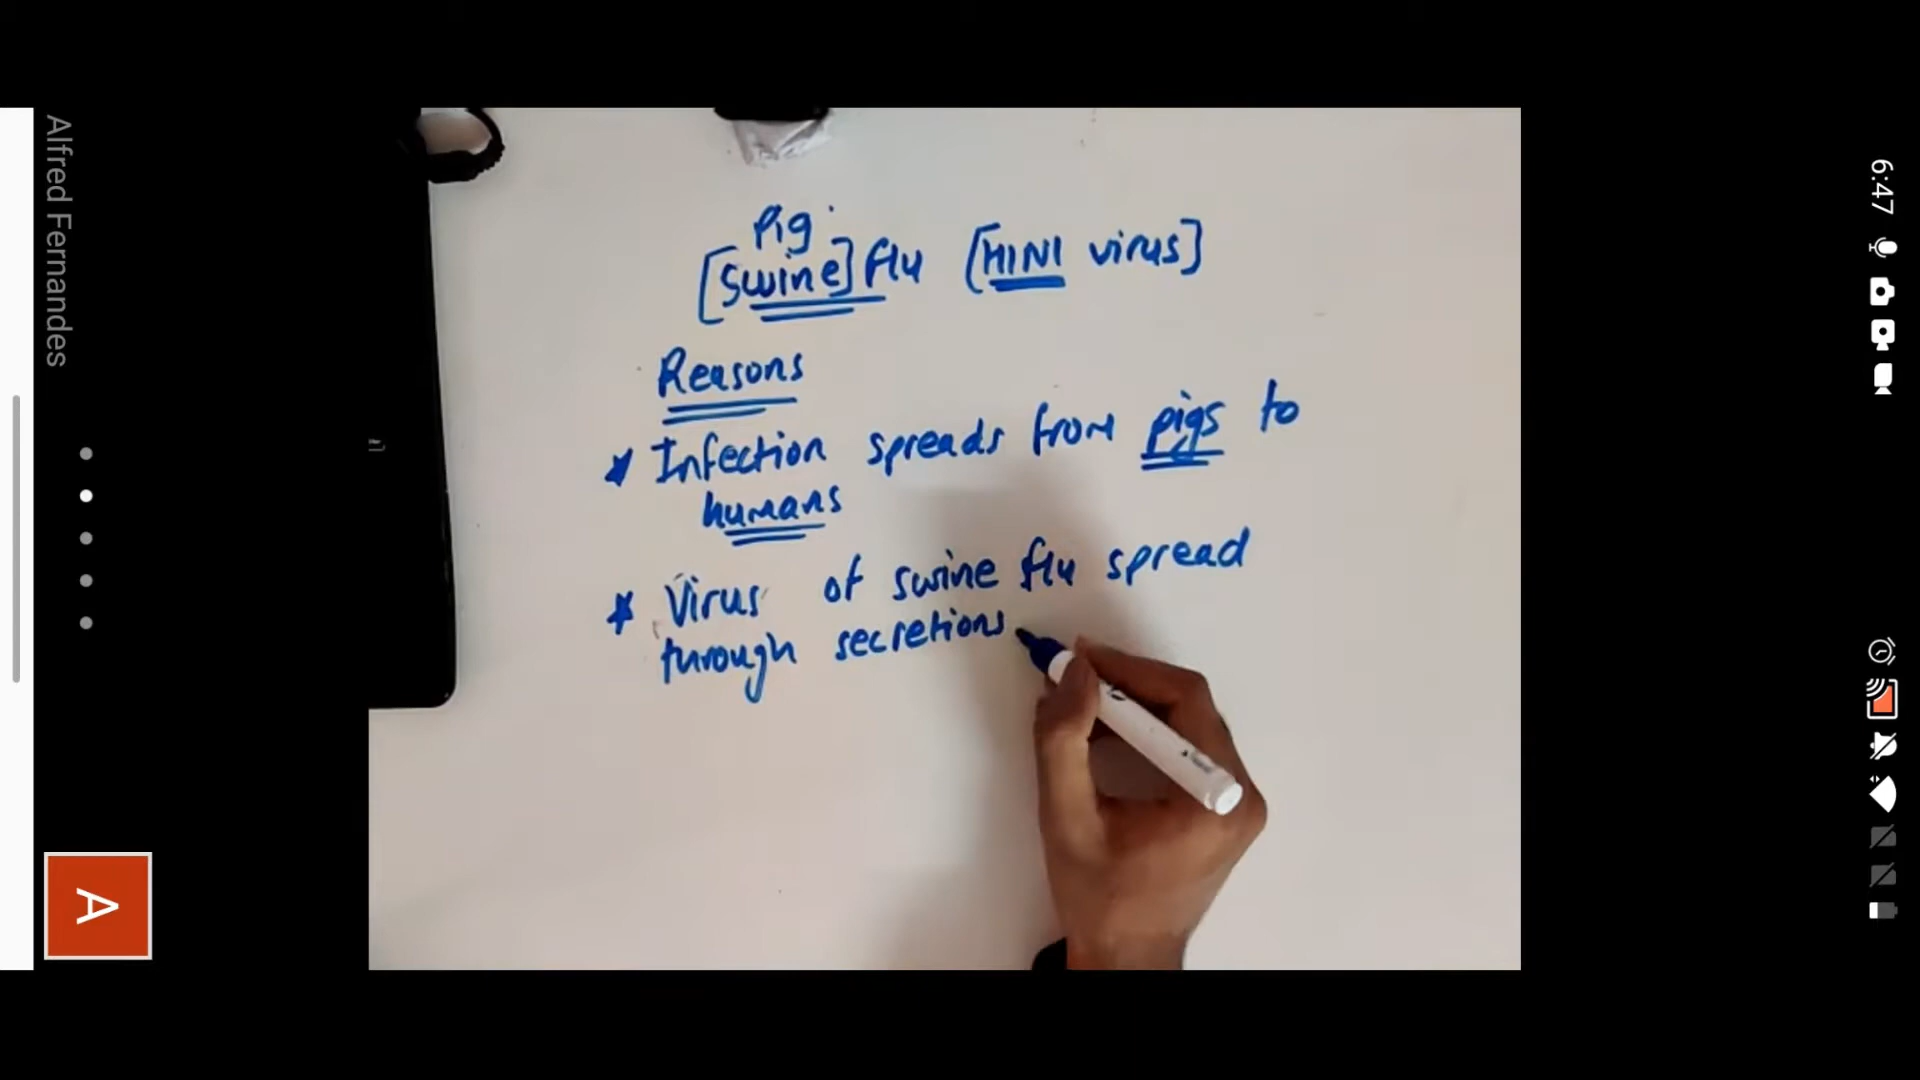 Pig
[Swine] flu [H1N1 virus]
Reasons
* Infection spreads from pigs to
humans
* Virus of swine flu spread
through secretions
Alfred Fernandes
A
6:47